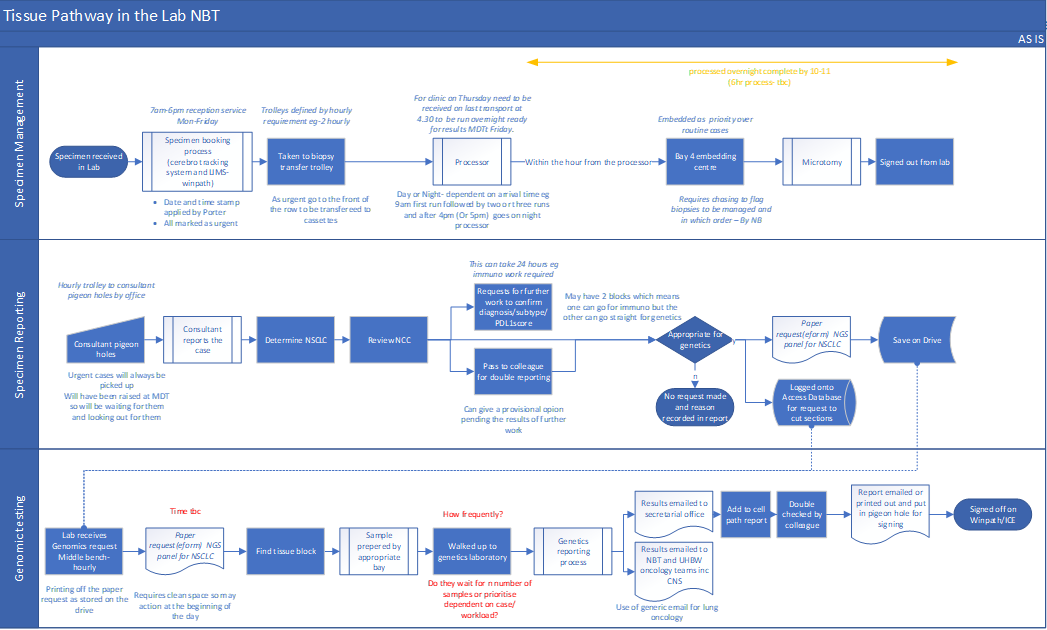 Tissue Pathway in the Lab NBT
AS IS
Specimen Management
processed overnight complete by 10-11
(6hr process- tbc)
7am-6pm reception service
Mon-Friday
Trolleys defined by hourly
requirement eg-2 hourly
For clinic on Thursday need to be
received on last transport at
4.30 to be run overnight ready
for results MDTt Friday.
Embedded as priority over
routine cases
Specimen received
in Lab
Specimen booking
process
(cerebro tracking
system and LIMS-
winpath)
Taken to biopsy
transfer trolley
Processor
Within the hour from the processor
Bay 4 embedding
centre
Microtomy
Signed out from lab
• Date and time stamp
applied by Porter
• All marked as urgent
As urgent go to the front of
the row to be transfereed to
cassettes
Day or Night- dependent on arrival time eg
9am first run followed by two or three runs
and after 4pm (Or 5pm) goes on night
processor
Requires chasing to flag
biopsies to be managed and
in which order – By NB
Specimen Reporting
Hourly trolley to consultant
pigeon holes by office
This can take 24 hours eg
immuno work required
Consultant pigeon
holes
Consultant
reports the
case
Determine NSCLC
Review NCC
Requests for further
work to confirm
diagnosis/subtype/
PDL1score
Pass to colleague
for double reporting
May have 2 blocks which means
one can go for immuno but the
other can go straight for genetics
Appropriate for
genetics
y
n
Paper
request(eform) NGS
panel for NSCLC
Save on Drive
No request made
and reason
recorded in report
Logged onto
Access Database
for request to
cut sections
Urgent cases will always be
picked up
Will have been raised at MDT
so will be waiting for them
and looking out for them
Can give a provisional opion
pending the results of further
work
Genomic testing
Time tbc
How frequently?
Lab receives
Genomics request
Middle bench-
hourly
Paper
request(eform) NGS
panel for NSCLC
Find tissue block
Sample
prepered by
appropriate
bay
Walked up to
genetics laboratory
Genetics
reporting
process
Results emailed to
secretarial office
Add to cell
path report
Double
checked by
colleague
Report emailed or
printed out and put
in pigeon hole for
signing
Signed off on
Winpath/ICE
Results emailed to
NBT and UHBW
oncology teams inc
CNS
Printing off the paper
request as stored on the
drive
Requires clean space so may
action at the beginning of
the day
Do they wait for n number of
samples or prioritise
dependent on case/
workload?
Use of generic email for lung
oncology